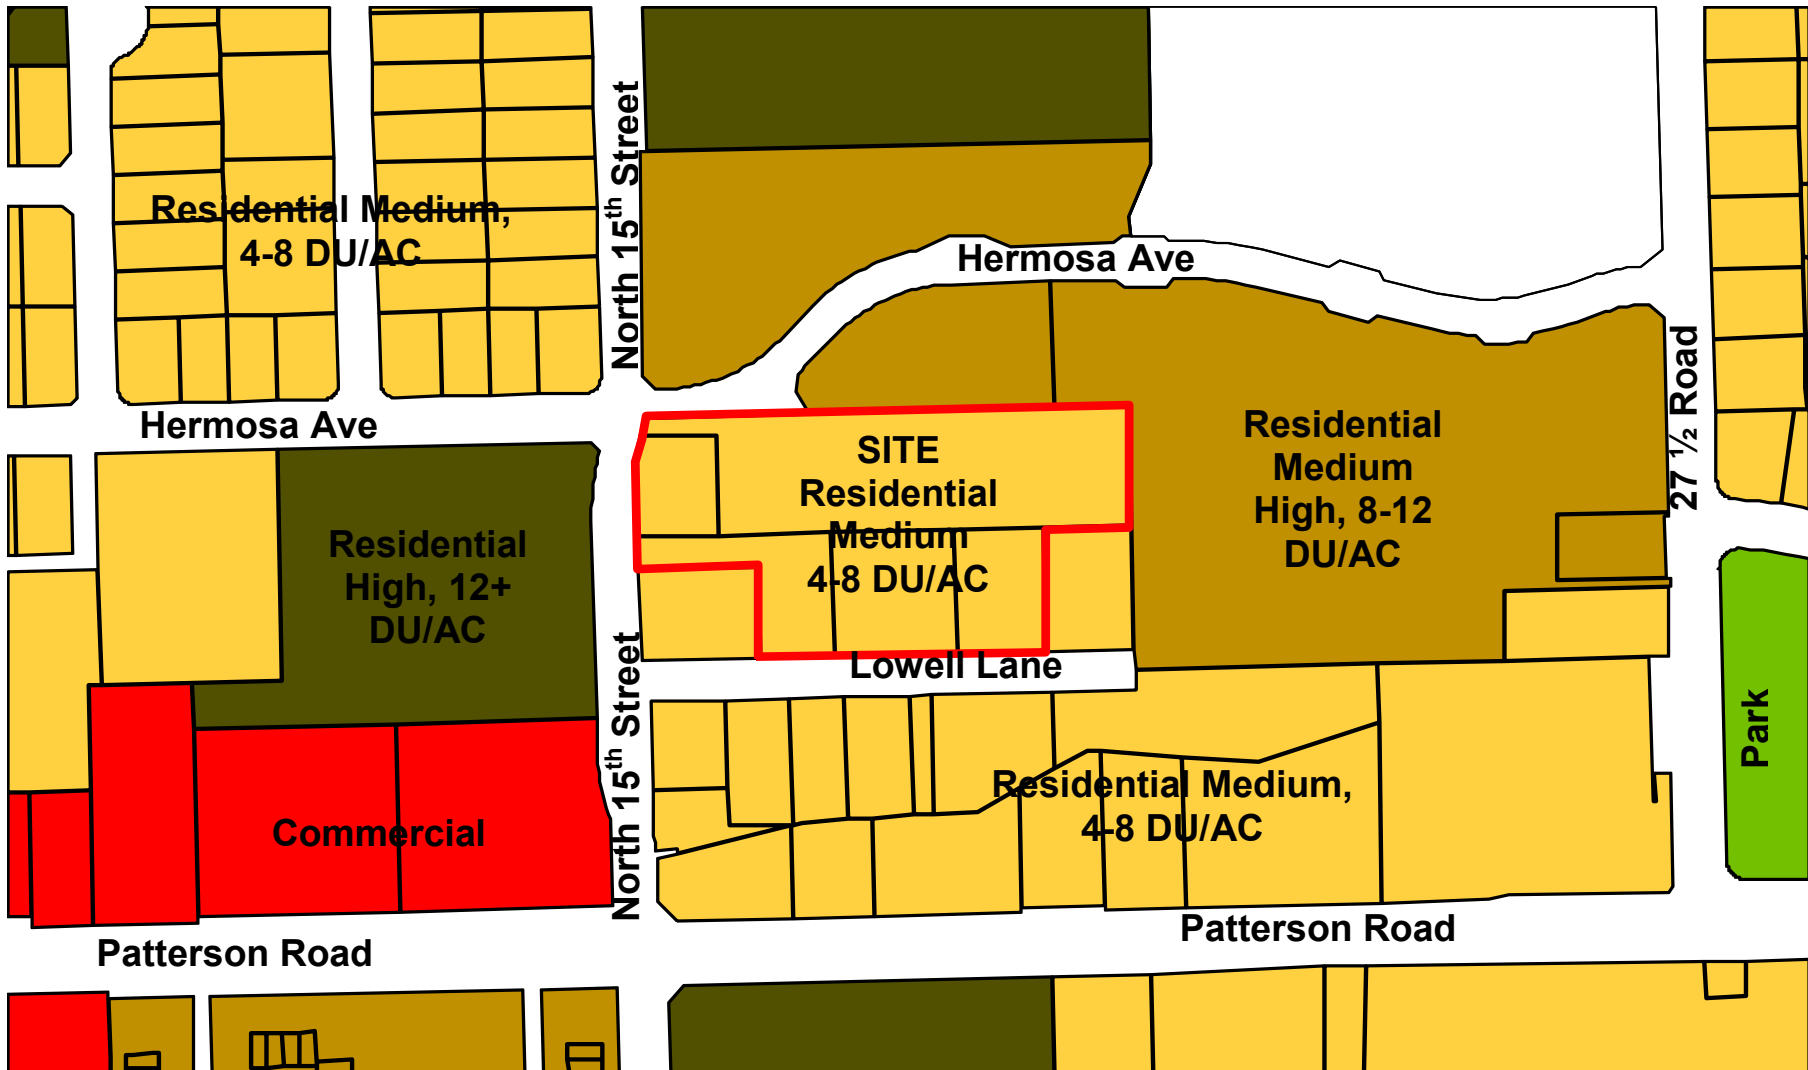 Residential Medium,
4-8 DU/AC
North 15th Street
Hermosa Ave
27 ½ Road
Hermosa Ave
SITE
Residential
Medium
4-8 DU/AC
Residential
Medium
High, 8-12
DU/AC
Residential
High, 12+
DU/AC
Lowell Lane
North 15th Street
Park
Residential Medium,
4-8 DU/AC
Commercial
Patterson Road
Patterson Road